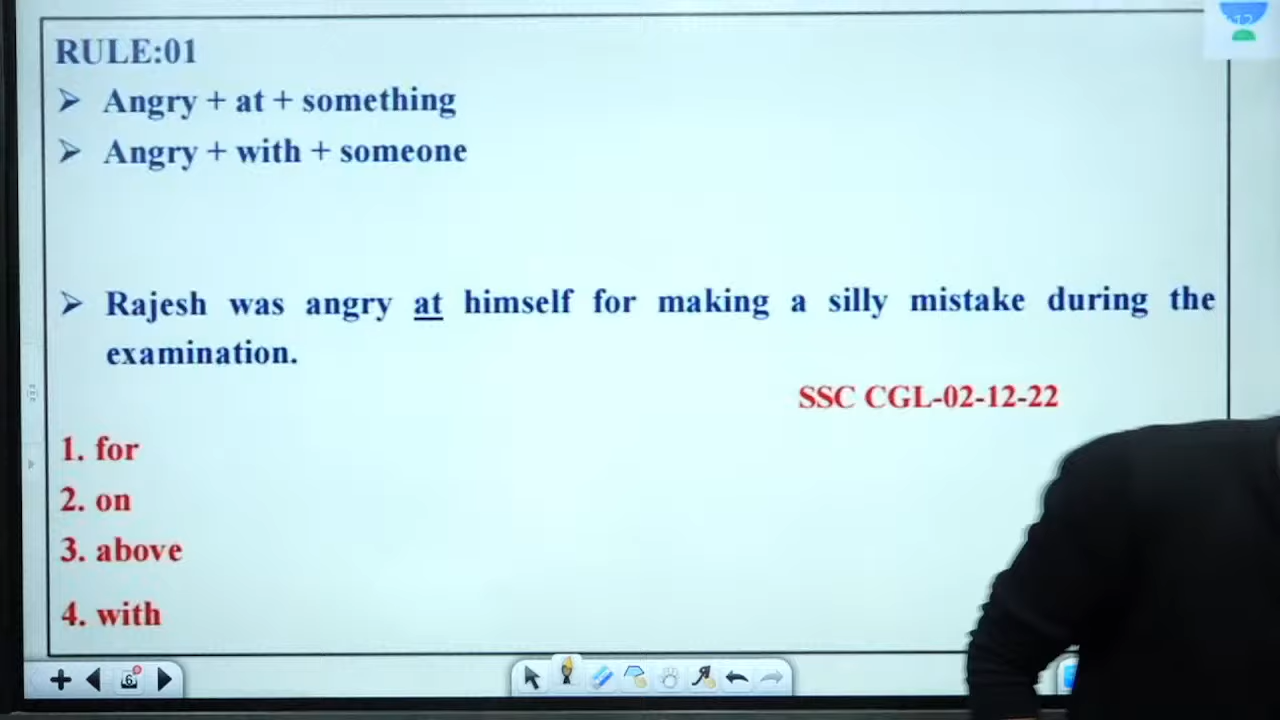 RULE:01
➢ Angry + at + something
➢ Angry + with + someone
➢ Rajesh was angry at himself for making a silly mistake during the
examination.
SSC CGL-02-12-22
1. for
2. on
3. above
4. with
6